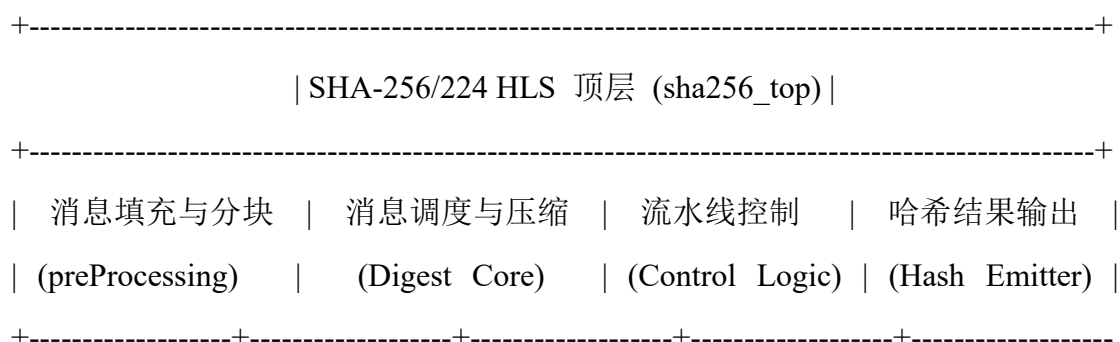 +-----------------------------------------------------------------------------------+
| SHA-256/224 HLS 顶层 (sha256_top) |
+-----------------------------------------------------------------------------------+
| 消息填充与分块 | 消息调度与压缩 | 流水线控制 | 哈希结果输出 |
| (preProcessing) | (Digest Core) | (Control Logic) | (Hash Emitter) |
+-------------------+-------------------+-------------------+-------------------+-------------------